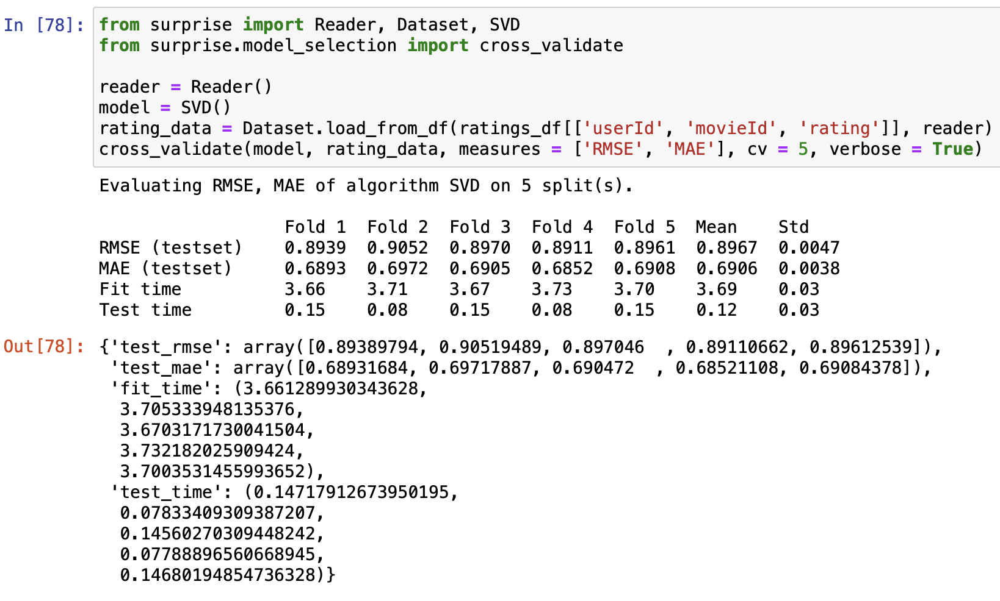 In [78]: from surprise import Reader, Dataset, SVD
from surprise.model_selection import cross_validate
reader = Reader()
model = SVD()
rating_data = Dataset.load_from_df(ratings_df[['userId', 'movieId', 'rating']], reader)
cross_validate(model, rating_data, measures = ['RMSE', 'MAE'], cv = 5, verbose = True)
Evaluating RMSE, MAE of algorithm SVD on 5 split(s).
Fold 1 Fold 2 Fold 3 Fold 4 Fold 5 Mean Std
RMSE (testset) 0.8939 0.9052 0.8970 0.8911 0.8961 0.8967 0.0047
MAE (testset) 0.6893 0.6972 0.6905 0.6852 0.6908 0.6906 0.0038
Fit time 3.66 3.71 3.67 3.73 3.70 3.69 0.03
Test time 0.15 0.08 0.15 0.08 0.15 0.12 0.03
Out[78]: {'test_rmse': array([0.89389794, 0.90519489, 0.897046  , 0.89110662, 0.89612539]),
'test_mae': array([0.68931684, 0.69717887, 0.690472  , 0.68521108, 0.69084378]),
'fit_time': (3.661289930343628,
3.705333948135376,
3.6703171730041504,
3.732182025909424,
3.7003531455993652),
'test_time': (0.14717912673950195,
0.07833409309387207,
0.14560270309448242,
0.07788896560668945,
0.14680194854736328)}